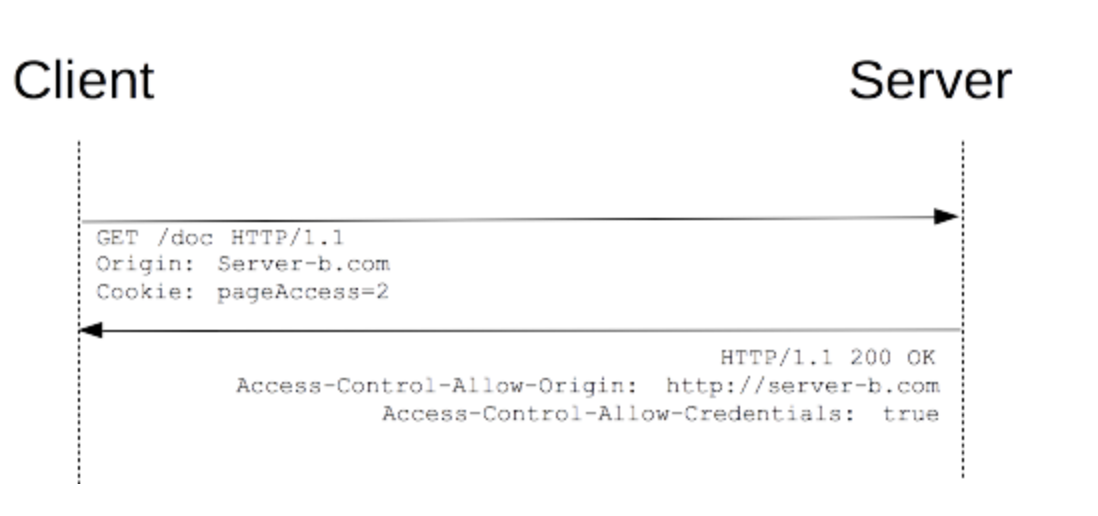 Client
Server
GET /doc HTTP/1.1
Origin: Server-b.com
Cookie: pageAccess=2
HTTP/1.1 200 OK
Access-Control-Allow-Origin: http://server-b.com
Access-Control-Allow-Credentials: true